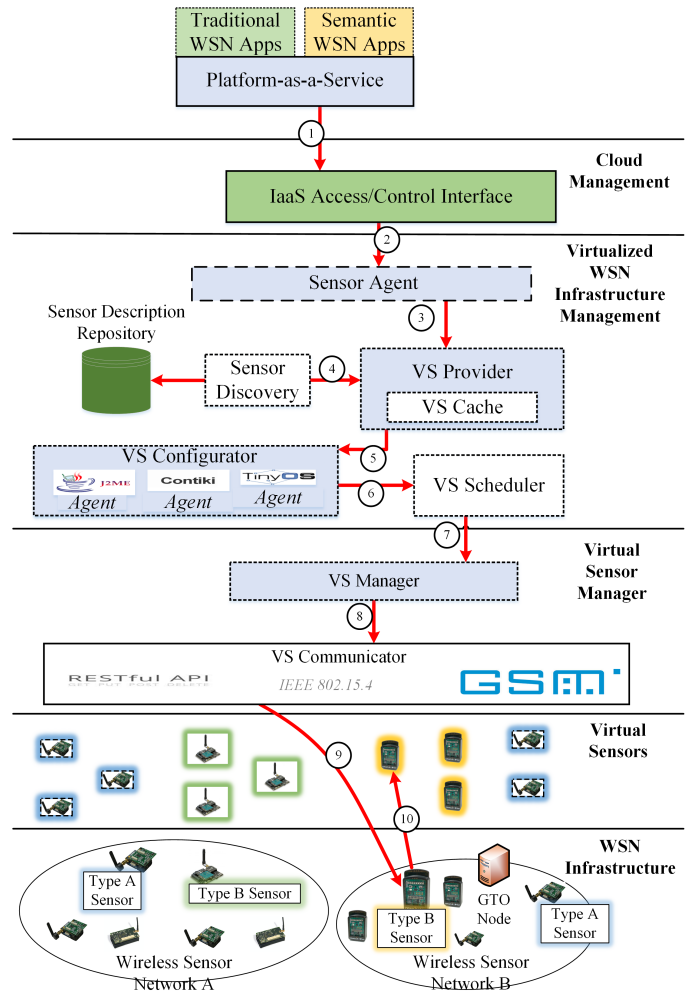 Traditional
WSN Apps
Semantic
WSN Apps
Platform-as-a-Service
1
Cloud
Management
IaaS Access/Control Interface
2
Virtualized
WSN
Infrastructure
Management
Sensor Agent
3
Sensor Description
Repository
Sensor
Discovery
4
VS Provider
VS Cache
VS Configurator
5
J2ME
Agent
Contiki
Agent
TinyOS
Agent
6
VS Scheduler
7
Virtual
Sensor
Manager
VS Manager
8
VS Communicator
RESTful API
GET PUT POST DELETE
IEEE 802.15.4
GSM
Virtual
Sensors
9
10
WSN
Infrastructure
Type A
Sensor
Type B Sensor
Wireless Sensor
Network A
GTO
Node
Type B
Sensor
Type A
Sensor
Wireless Sensor
Network B